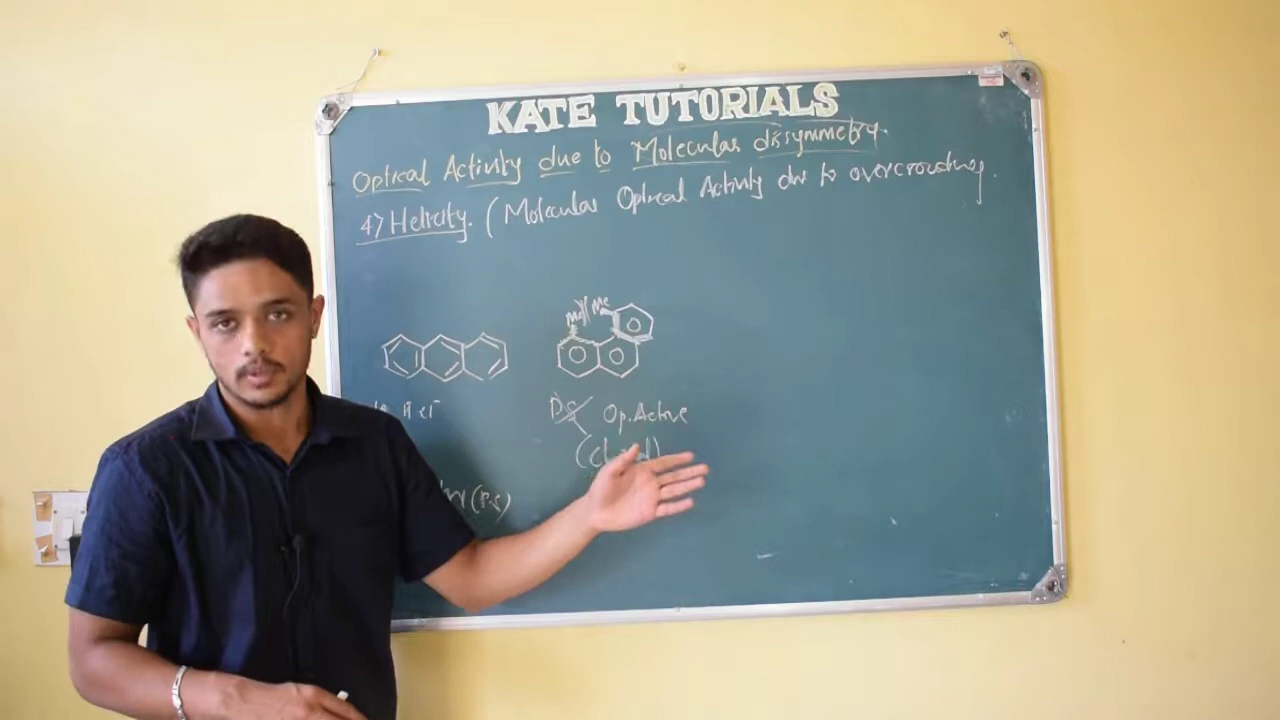 KATE TUTORIALS
Optical Activity due to Molecular dissymmetry.
4) Helicity. (Molecular Optical Activity due to overcrowding.
Me Me
Op. Active
(P.S)